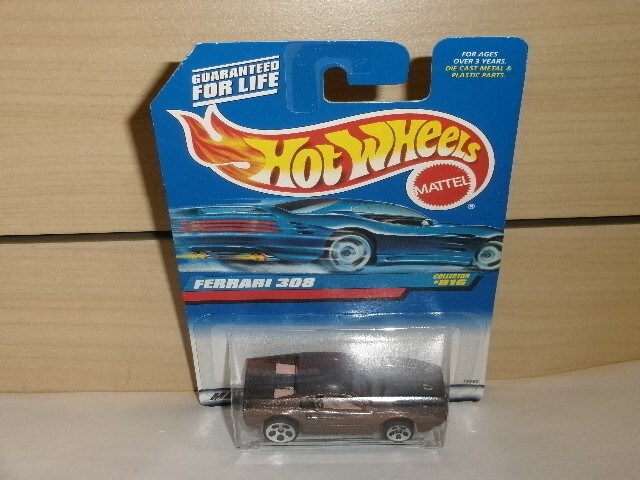 GUARANTEED
FOR LIFE
FOR AGES
OVER 3 YEARS.
DIE CAST METAL &
PLASTIC PARTS.
HOT WHEELS
MATTEL
®
FERRARI 308
COLLECTOR
#816